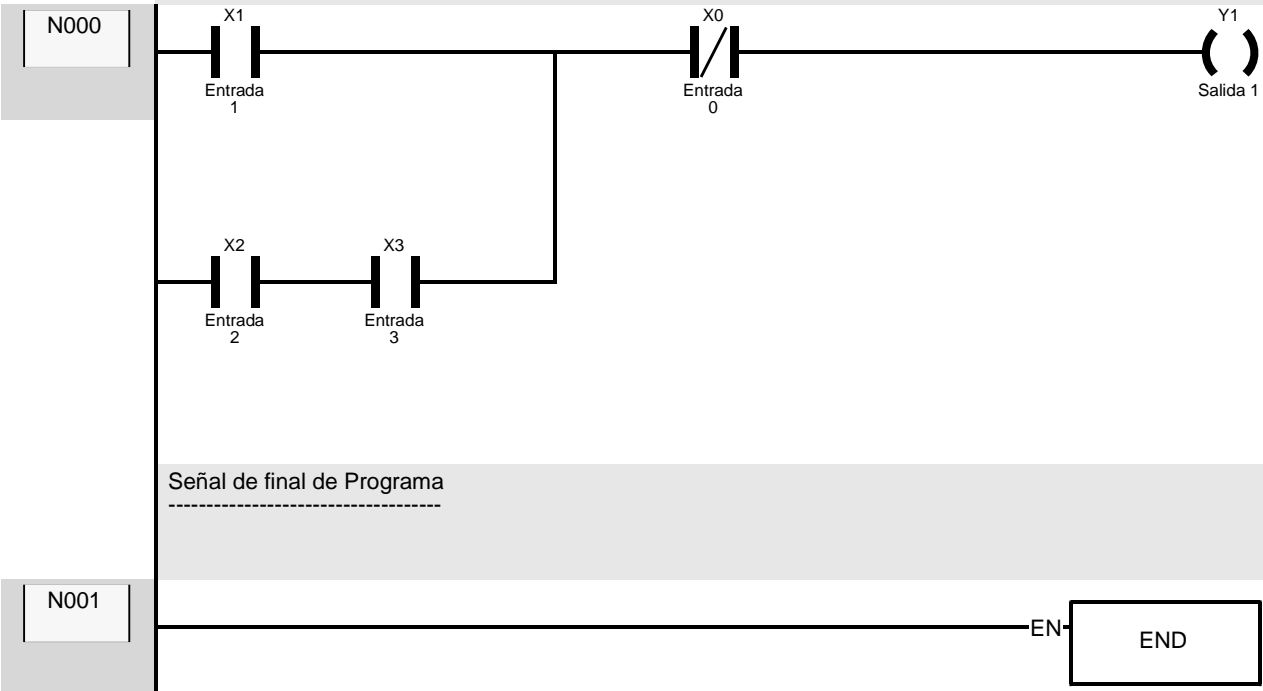 N000
X1
X0
Y1
Entrada
1
Entrada
0
Salida 1
X2
X3
Entrada
2
Entrada
3
Señal de final de Programa
------------------------------------
N001
EN
END